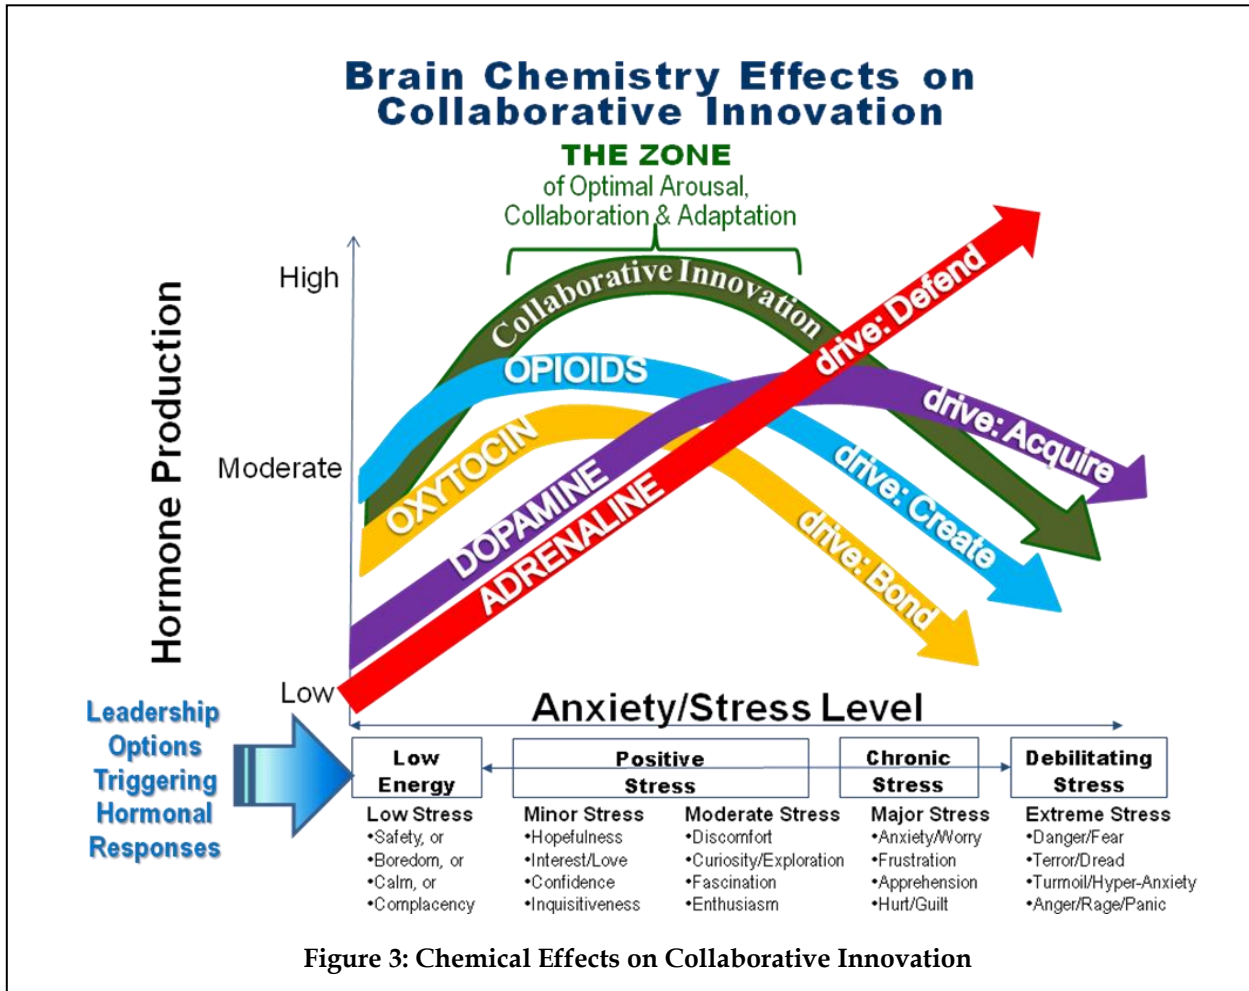 Brain Chemistry Effects on
Collaborative Innovation
THE ZONE
of Optimal Arousal,
Collaboration & Adaptation
Hormone Production
High
Moderate
Low
Collaborative Innovation
OPIOIDS
OXYTOCIN
DOPAMINE
ADRENALINE
drive: Defend
drive: Acquire
drive: Create
drive: Bond
Anxiety/Stress Level
Leadership
Options
Triggering
Hormonal
Responses
Low
Energy
Positive
Stress
Chronic
Stress
Debilitating
Stress
Low Stress
•Safety, or
•Boredom, or
•Calm, or
•Complacency
Minor Stress
•Hopefulness
•Interest/Love
•Confidence
•Inquisitiveness
Moderate Stress
•Discomfort
•Curiosity/Exploration
•Fascination
•Enthusiasm
Major Stress
•Anxiety/Worry
•Frustration
•Apprehension
•Hurt/Guilt
Extreme Stress
•Danger/Fear
•Terror/Dread
•Turmoil/Hyper-Anxiety
•Anger/Rage/Panic
Figure 3: Chemical Effects on Collaborative Innovation